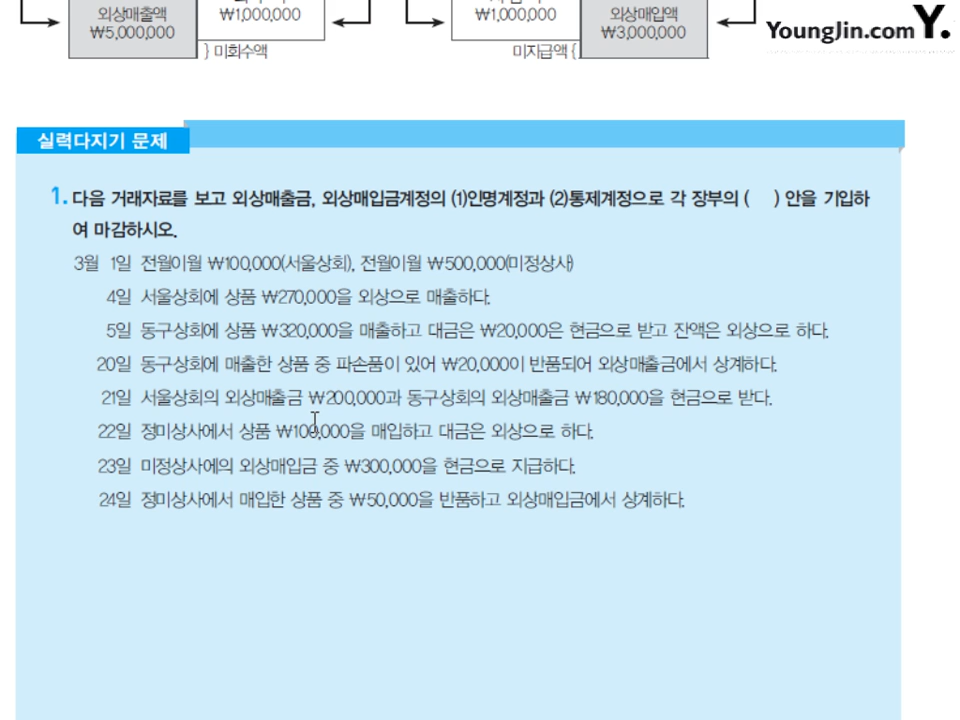 외상매출액
₩5,000,000
₩1,000,000
} 미회수액
₩1,000,000
외상매입액
₩3,000,000
미지급액 {
YoungJin.com Y.
실력다지기 문제
1. 다음 거래자료를 보고 외상매출금, 외상매입금계정의 (1)인명계정과 (2)통제계정으로 각 장부의 (    ) 안을 기입하
여 마감하시오.
3월 1일 전월이월 ₩100,000(서울상회), 전월이월 ₩500,000(미정상사)
4일 서울상회에 상품 ₩270,000을 외상으로 매출하다.
5일 동구상회에 상품 ₩320,000을 매출하고 대금은 ₩20,000은 현금으로 받고 잔액은 외상으로 하다.
20일 동구상회에 매출한 상품 중 파손품이 있어 ₩20,000이 반품되어 외상매출금에서 상계하다.
21일 서울상회의 외상매출금 ₩200,000과 동구상회의 외상매출금 ₩180,000을 현금으로 받다.
22일 정미상사에서 상품 ₩100,000을 매입하고 대금은 외상으로 하다.
23일 미정상사에의 외상매입금 중 ₩300,000을 현금으로 지급하다.
24일 정미상사에서 매입한 상품 중 ₩50,000을 반품하고 외상매입금에서 상계하다.